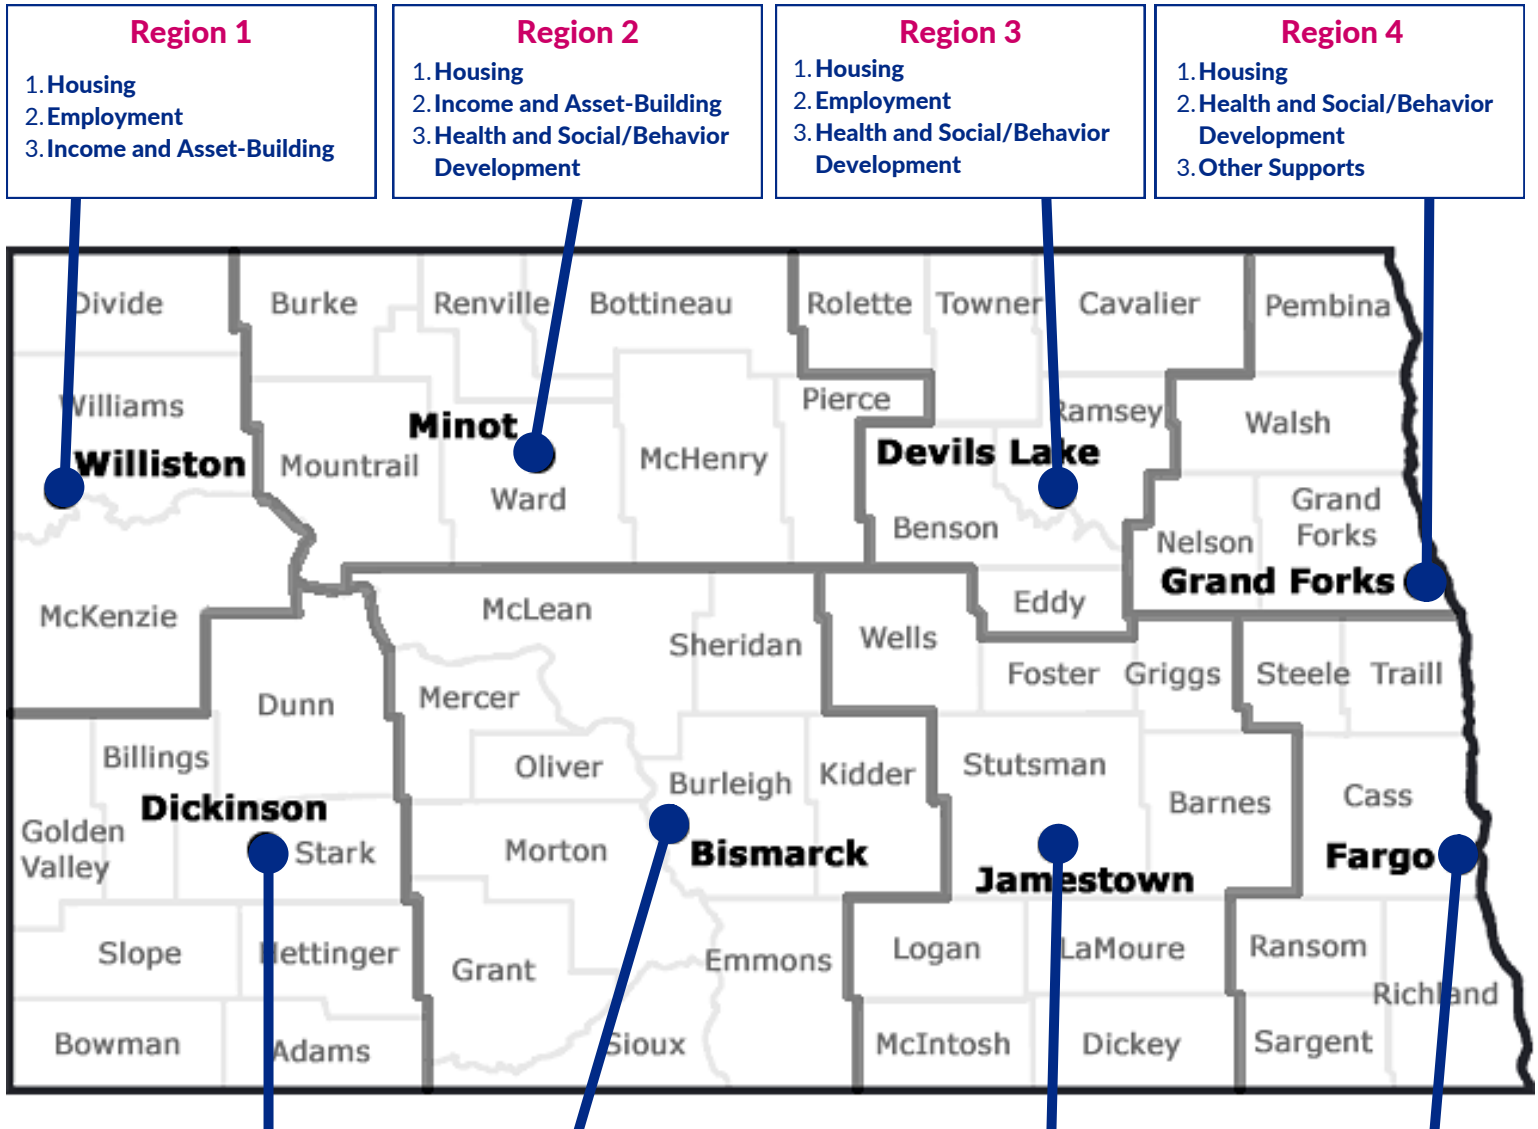 Region 1
1. Housing
2. Employment
3. Income and Asset-Building
Region 2
1. Housing
2. Income and Asset-Building
3. Health and Social/Behavior
Development
Region 3
1. Housing
2. Employment
3. Health and Social/Behavior
Development
Region 4
1. Housing
2. Health and Social/Behavior
Development
3. Other Supports
Divide
Burke
Renville
Bottineau
Rolette
Towner
Cavalier
Pembina
Williams
Williston
Mountrail
Minot
Ward
McHenry
Pierce
Devils Lake
Ramsey
Benson
Walsh
Nelson
Grand
Forks
Grand Forks
McKenzie
McLean
Sheridan
Wells
Eddy
Foster
Griggs
Steele
Traill
Dunn
Mercer
Billings
Oliver
Burleigh
Kidder
Stutsman
Barnes
Cass
Golden
Valley
Dickinson
Stark
Morton
Bismarck
Jamestown
Fargo
Slope
Hettinger
Grant
Emmons
Logan
LaMoure
Ransom
Richland
Bowman
Adams
Sioux
McIntosh
Dickey
Sargent